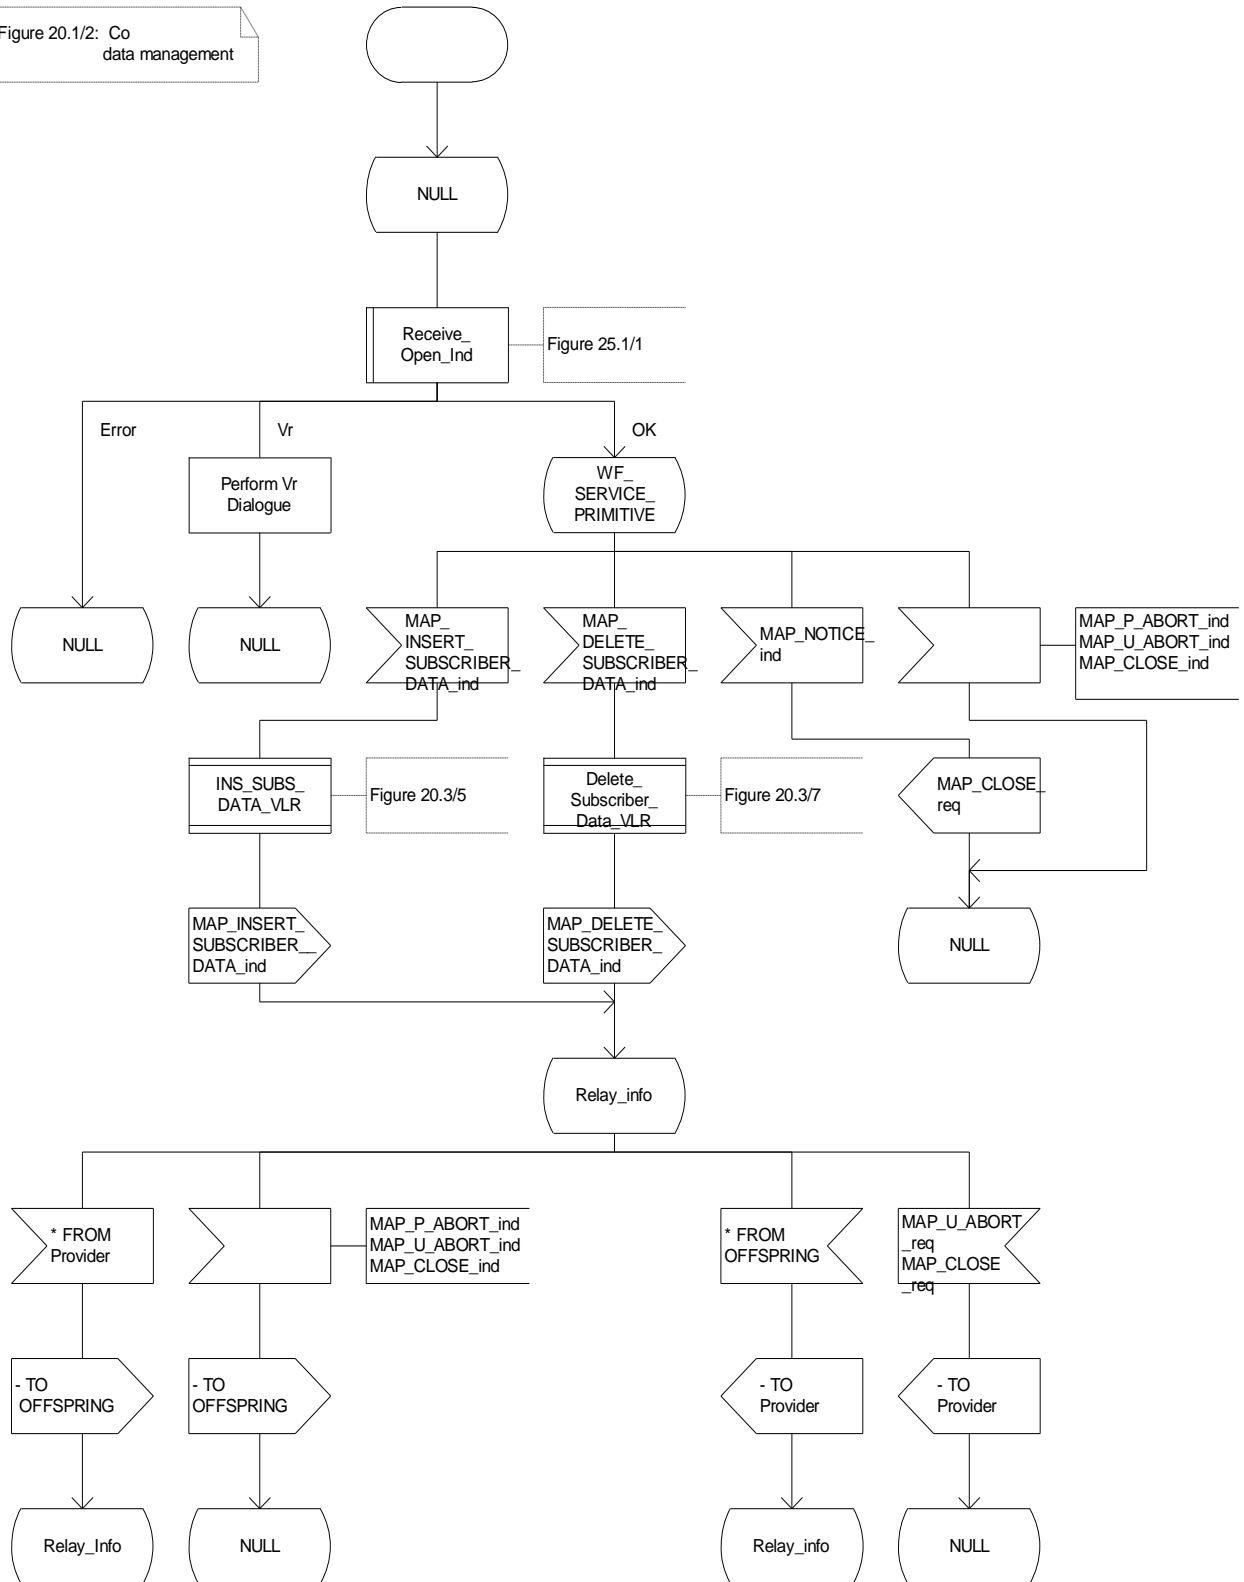 Figure 20.1/2: Co
data management
NULL
Receive_
Open_Ind
Figure 25.1/1
Error
Vr
OK
Perform Vr
Dialogue
WF_
SERVICE_
PRIMITIVE
NULL
NULL
MAP_
INSERT_
SUBSCRIBER_
DATA_ind
MAP_
DELETE_
SUBSCRIBER_
DATA_ind
MAP_NOTICE_
ind
MAP_P_ABORT_ind
MAP_U_ABORT_ind
MAP_CLOSE_ind
INS_SUBS_
DATA_VLR
Figure 20.3/5
Delete_
Subscriber_
Data_VLR
Figure 20.3/7
MAP_CLOSE_
req
MAP_INSERT_
SUBSCRIBER__
DATA_ind
MAP_DELETE_
SUBSCRIBER_
DATA_ind
NULL
Relay_info
* FROM
Provider
MAP_P_ABORT_ind
MAP_U_ABORT_ind
MAP_CLOSE_ind
* FROM
OFFSPRING
MAP_U_ABORT
_req
MAP_CLOSE
_req
- TO
OFFSPRING
- TO
OFFSPRING
- TO
Provider
- TO
Provider
Relay_Info
NULL
Relay_info
NULL